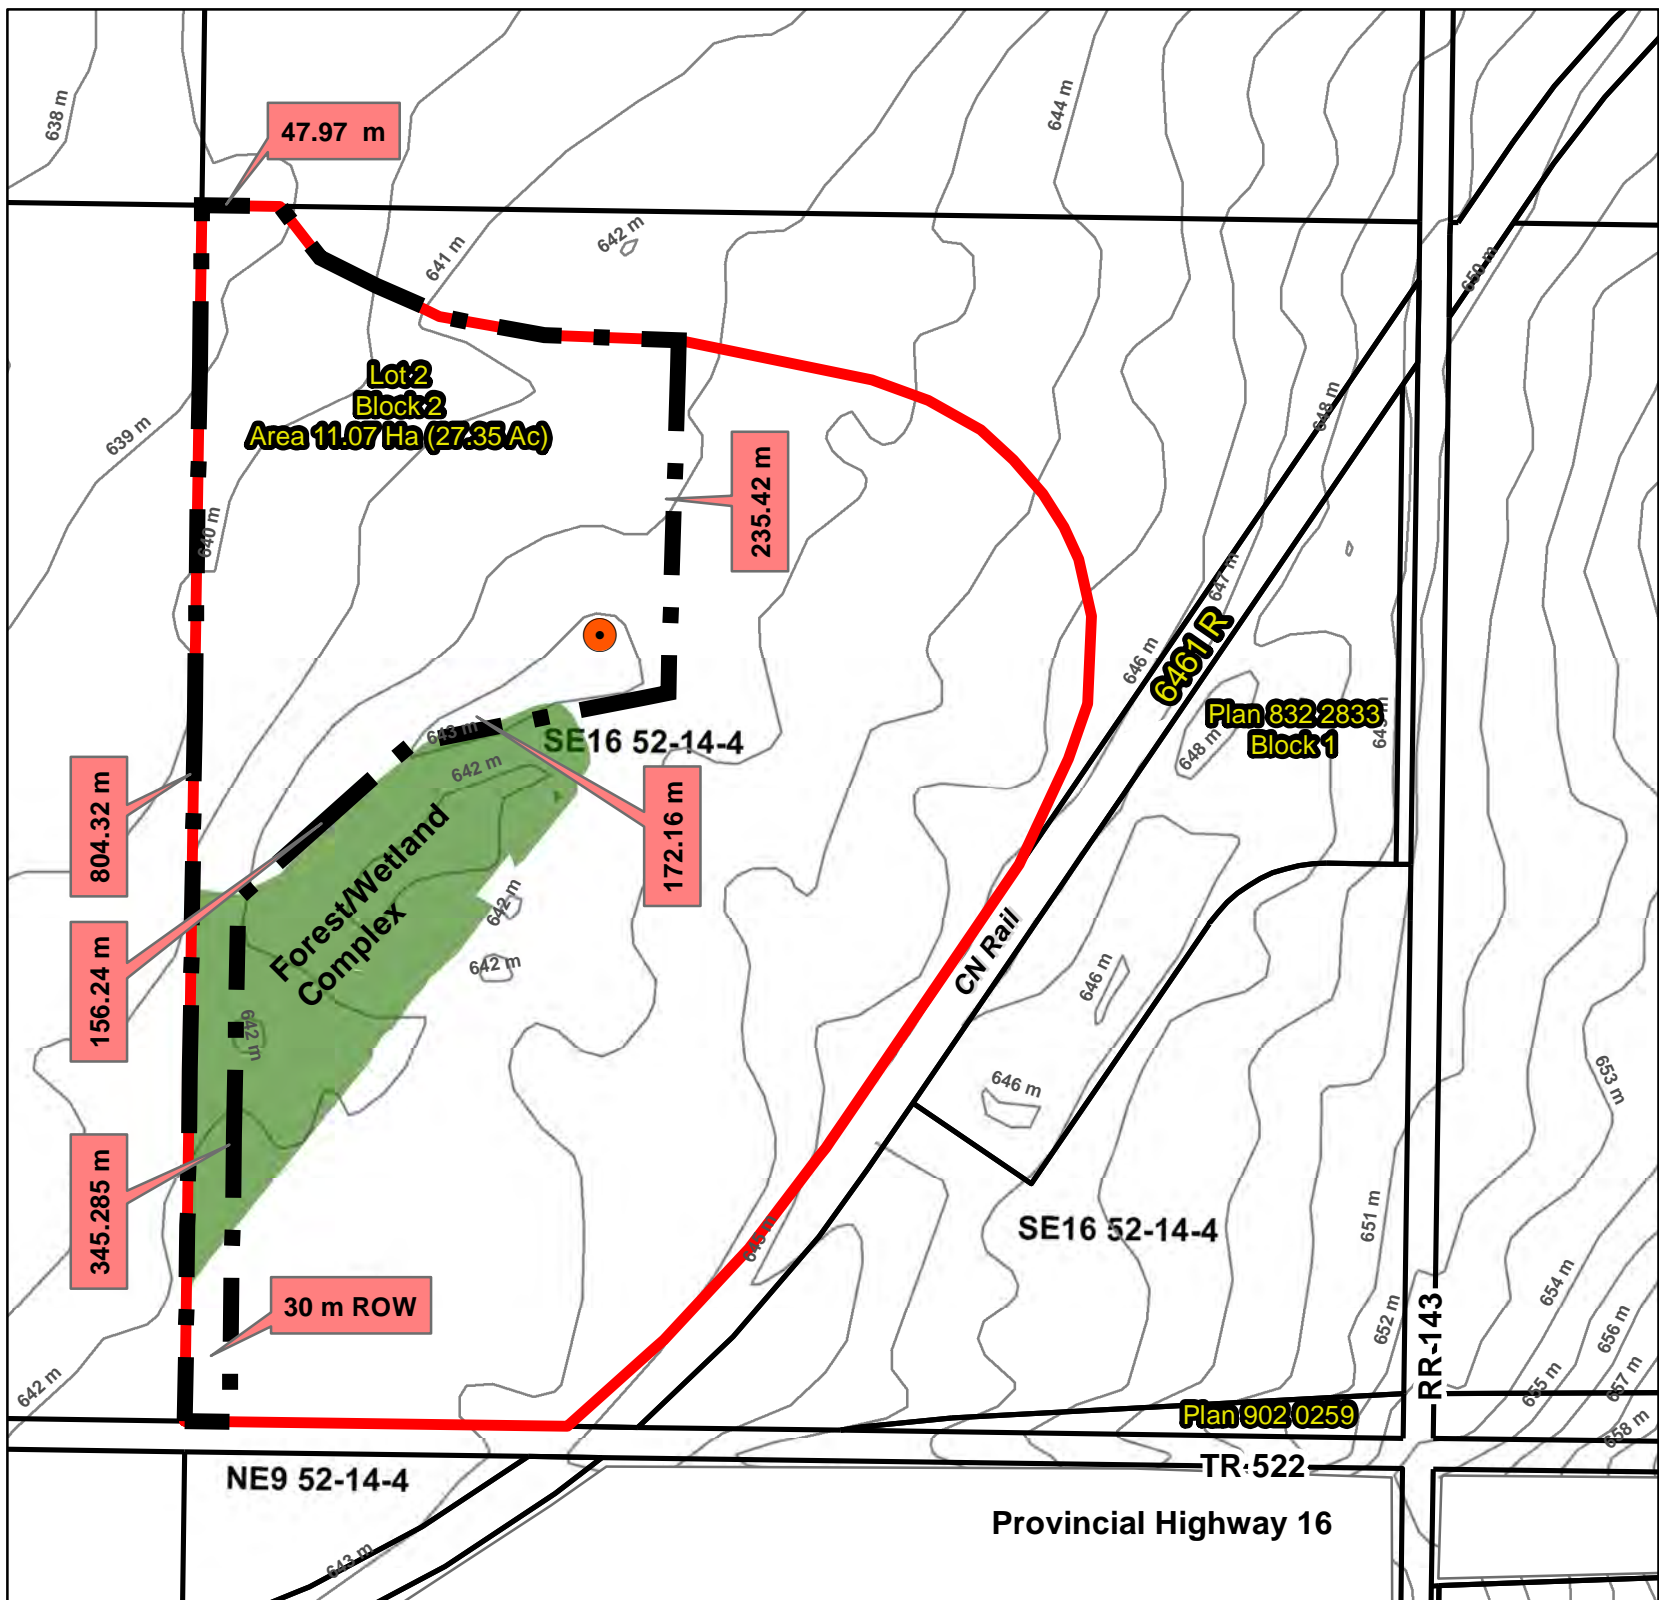 638 m
47.97  m
644 m
642 m
641 m
650 m
Lot 2
Block 2
Area 11.07 Ha (27.35 Ac)
639 m
648 m
235.42 m
640 m
647 m
646 m
6461 R
Plan 832 2833
Block 1
648 m
643 m
SE16 52-14-4
642 m
804.32 m
172.16 m
Forest/Wetland
Complex
642 m
642 m
156.24 m
CN Rail
646 m
642 m
646 m
653 m
345.285 m
645 m
SE16 52-14-4
651 m
654 m
30 m ROW
652 m
RR-143
656 m
655 m
657 m
642 m
Plan 902 0259
658 m
TR-522
NE9 52-14-4
Provincial Highway 16
643 m